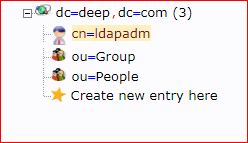 dc=deep,dc=com (3)
cn=ldapadm
ou=Group
ou=People
Create new entry here